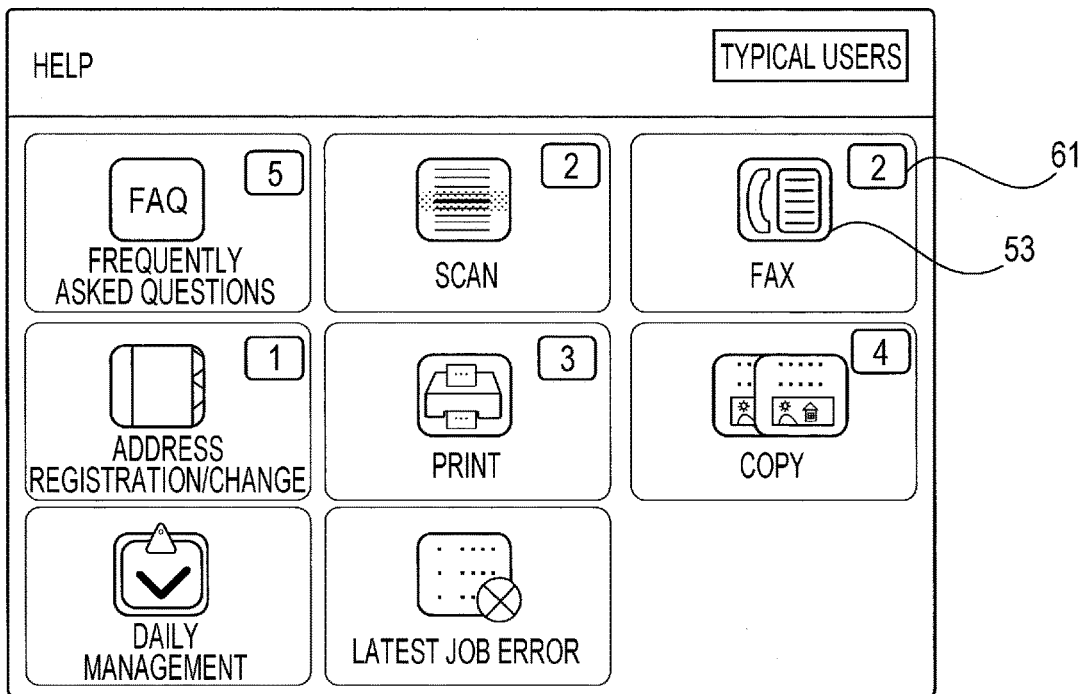 HELP
TYPICAL USERS
FAQ
5
FREQUENTLY
ASKED QUESTIONS
2
SCAN
2
FAX
61
53
1
ADDRESS
REGISTRATION/CHANGE
3
PRINT
4
COPY
DAILY
MANAGEMENT
LATEST JOB ERROR